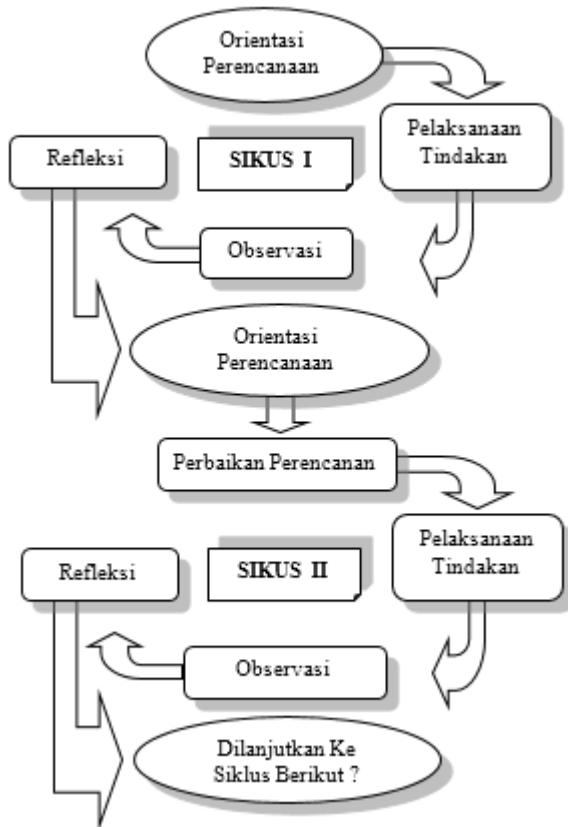 Orientasi
Perencanaan
Pelaksanaan
Tindakan
Refleksi
SIKUS I
Observasi
Orientasi
Perencanaan
Perbaikan Perencanan
Pelaksanaan
Tindakan
Refleksi
SIKUS II
Observasi
Dilanjutkan Ke
Siklus Berikut ?